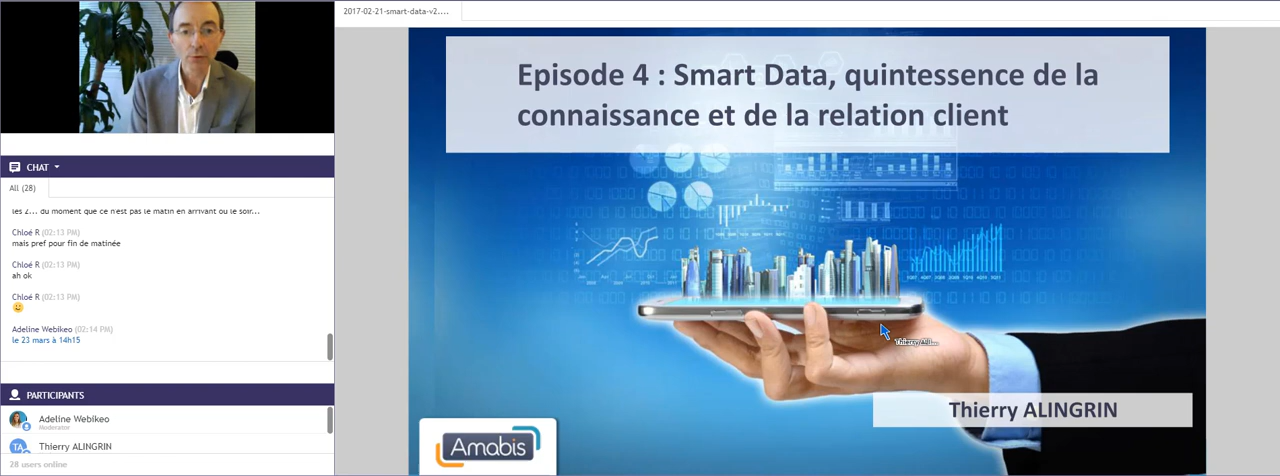 2017-02-21-smart-data-v2....
Episode 4 : Smart Data, quintessence de la
connaissance et de la relation client
CHAT
All (28)
les 2... du moment que ce n'est pas le matin en arrivant ou le soir...
Chloé R (02:13 PM)
mais pref pour fin de matinée
Chloé R (02:13 PM)
ah ok
Chloé R (02:13 PM)
Adeline Webikeo (02:14 PM)
le 23 mars à 14h15
PARTICIPANTS
Adeline Webikeo
Moderator
TA
Thierry ALINGRIN
28 users online
Thierry ALINGRIN
Amabis